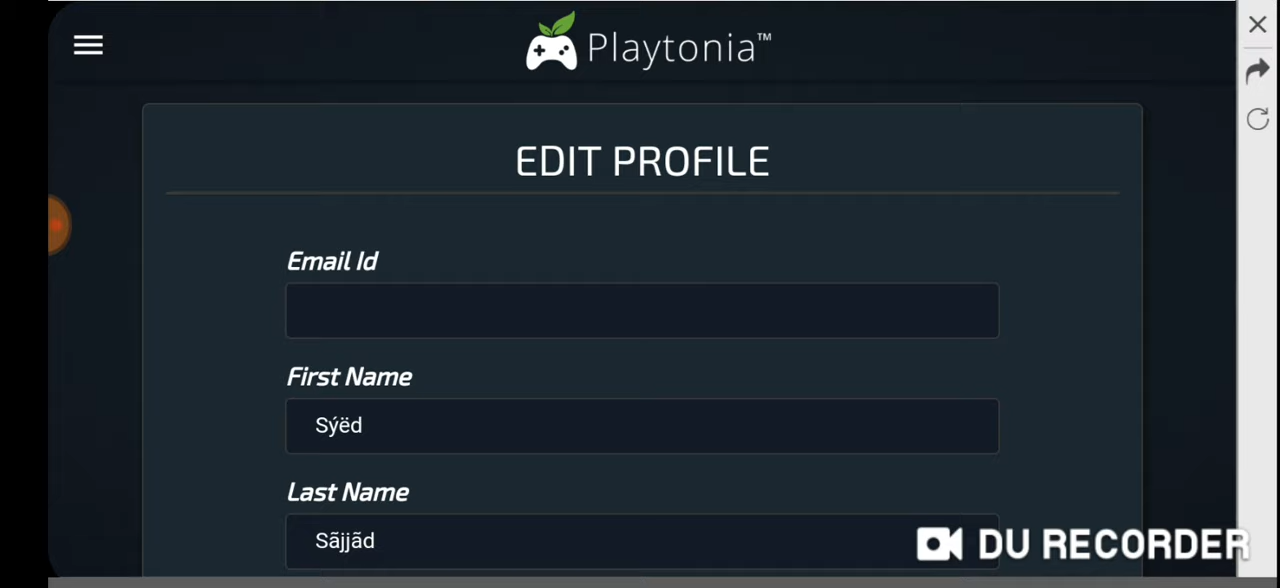 Playtonia™
EDIT PROFILE
Email Id
First Name
Sýëd
Last Name
Sãjjãd
DU RECORDER